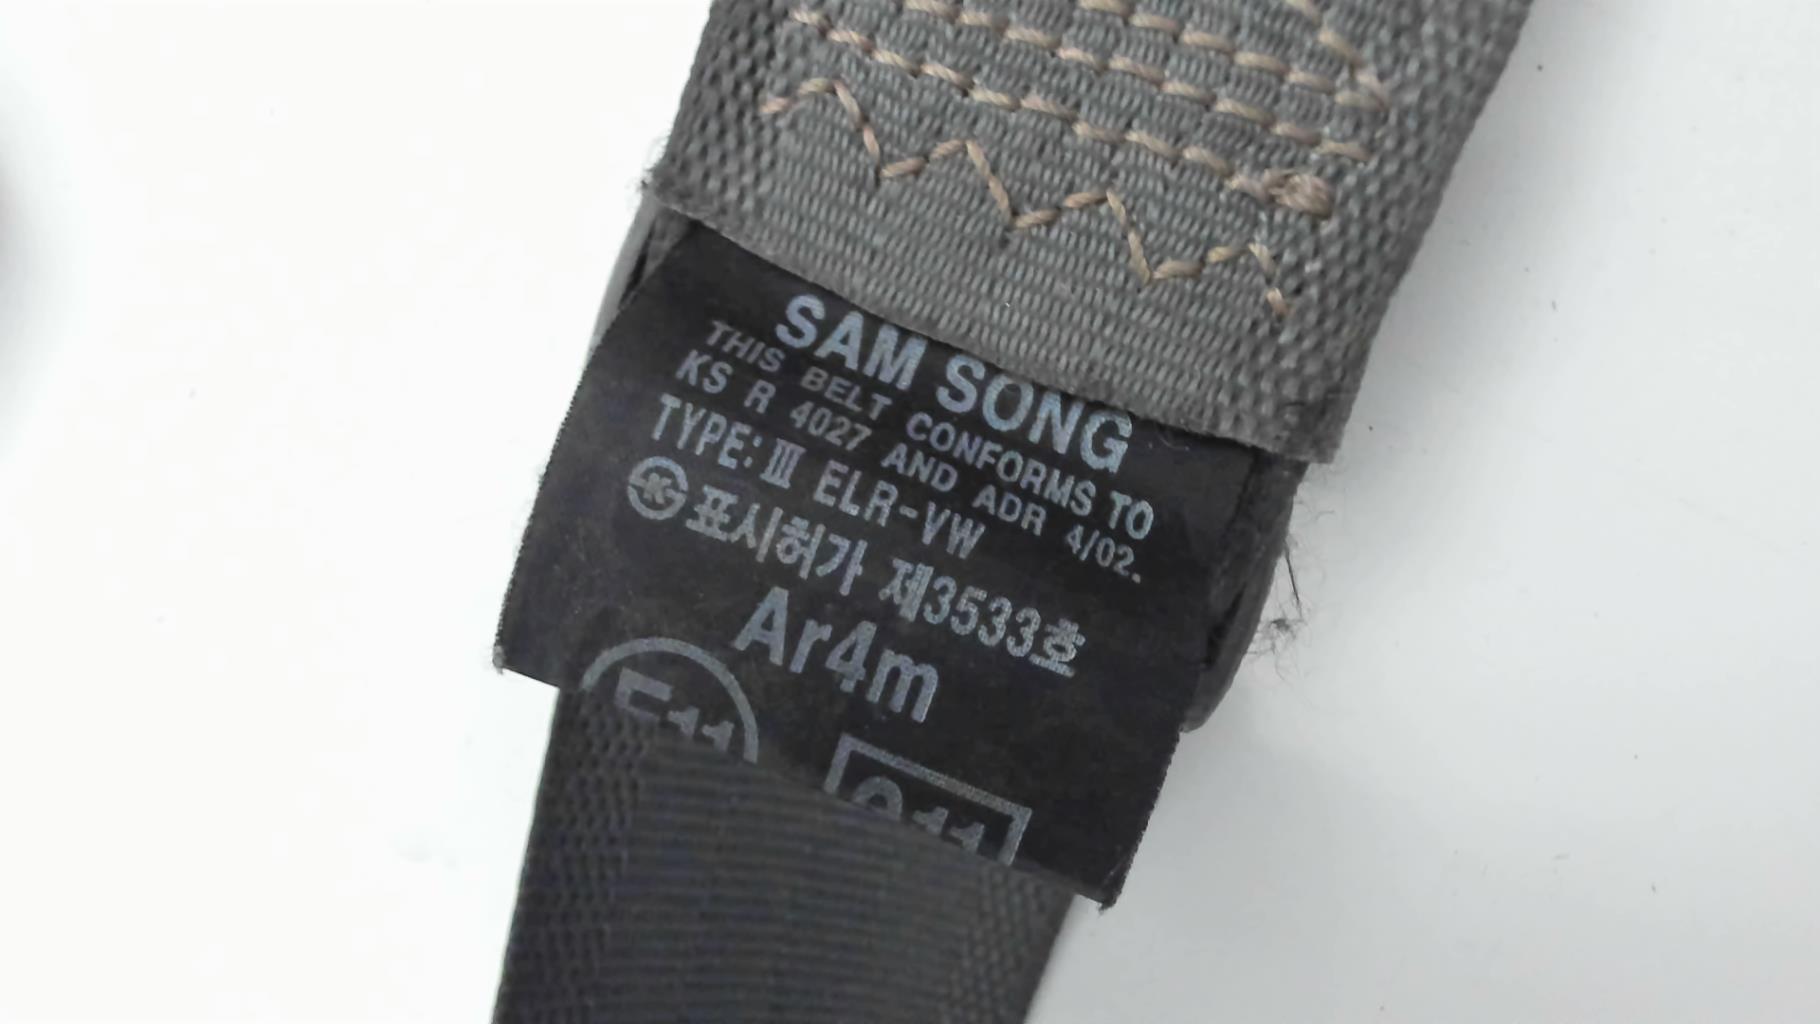 SAM SONG
THIS BELT CONFORMS TO
KS R 4027 AND ADR 4/02.
TYPE: III ELR-VW
㉿표시허가 제3533호
Ar4m